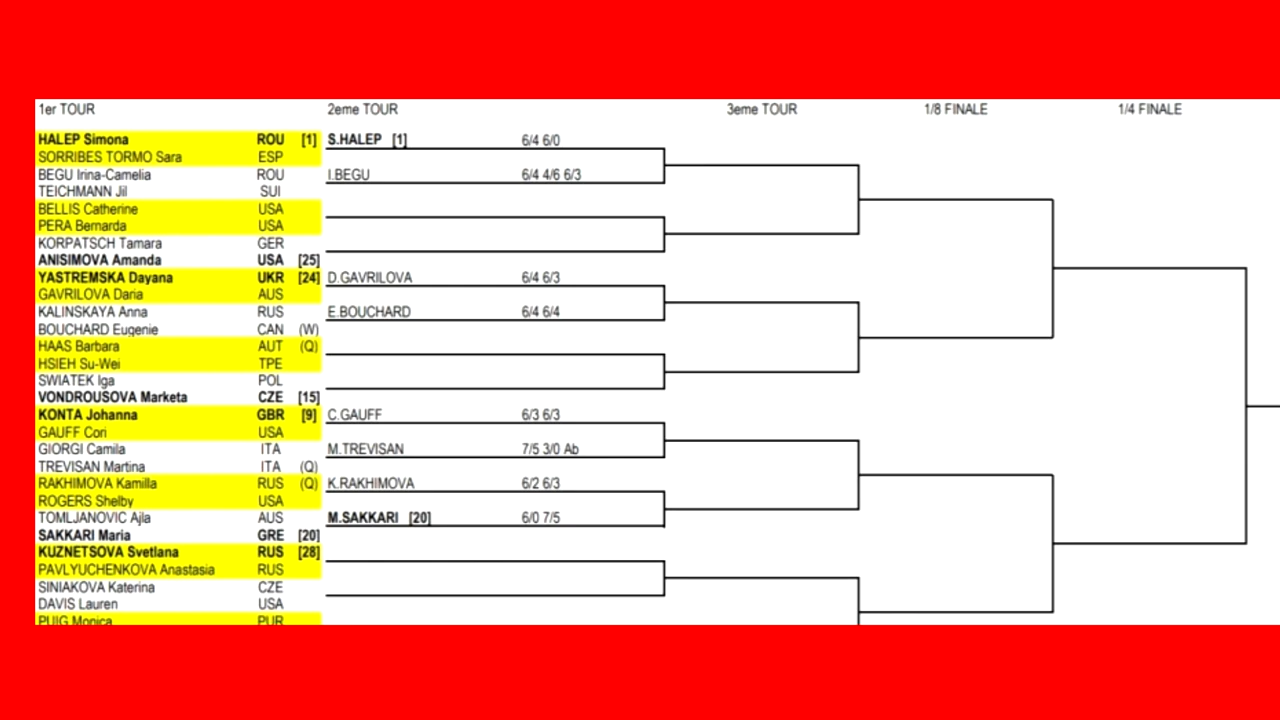 1er TOUR 2eme TOUR 3eme TOUR 1/8 FINALE 1/4 FINALE
HALEP Simona ROU [1] S.HALEP [1] 6/4 6/0
SORRIBES TORMO Sara ESP
BEGU Irina-Camelia ROU I.BEGU 6/4 4/6 6/3
TEICHMANN Jil SUI
BELLIS Catherine USA
PERA Bernarda USA
KORPATSCH Tamara GER
ANISIMOVA Amanda USA [25]
YASTREMSKA Dayana UKR [24] D.GAVRILOVA 6/4 6/3
GAVRILOVA Daria AUS
KALINSKAYA Anna RUS E.BOUCHARD 6/4 6/4
BOUCHARD Eugenie CAN (W)
HAAS Barbara AUT (Q)
HSIEH Su-Wei TPE
SWIATEK Iga POL
VONDROUSOVA Marketa CZE [15]
KONTA Johanna GBR [9] C.GAUFF 6/3 6/3
GAUFF Cori USA
GIORGI Camila ITA M.TREVISAN 7/5 3/0 Ab
TREVISAN Martina ITA (Q)
RAKHIMOVA Kamilla RUS (Q) K.RAKHIMOVA 6/2 6/3
ROGERS Shelby USA
TOMLJANOVIC Ajla AUS M.SAKKARI [20] 6/0 7/5
SAKKARI Maria GRE [20]
KUZNETSOVA Svetlana RUS [28]
PAVLYUCHENKOVA Anastasia RUS
SINIAKOVA Katerina CZE
DAVIS Lauren USA
PUIG Monica PUR